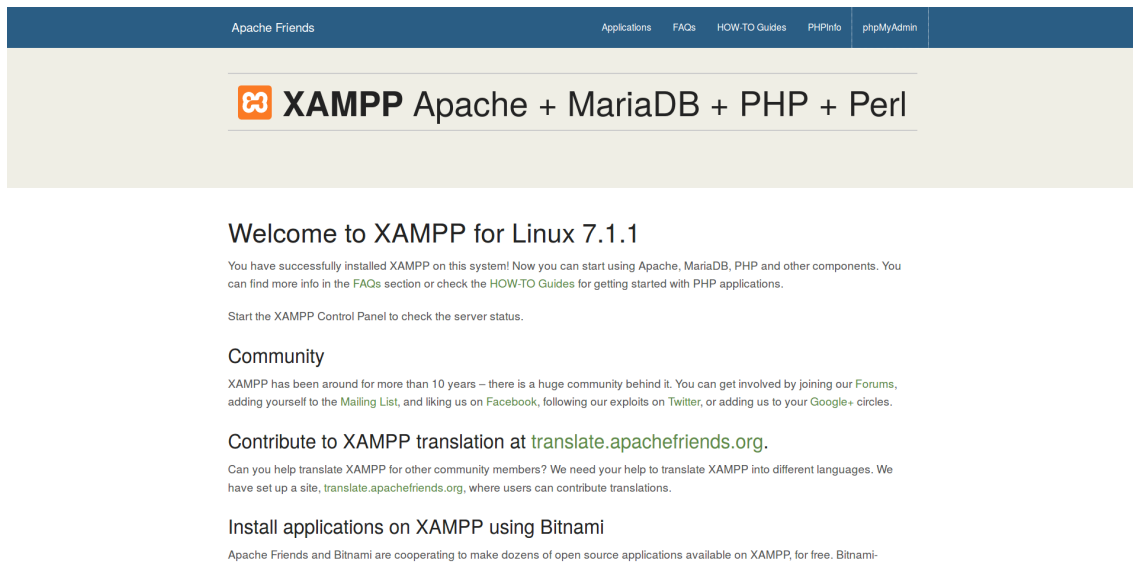 Apache Friends
Applications
FAQs
HOW-TO Guides
PHPInfo
phpMyAdmin
XAMPP Apache + MariaDB + PHP + Perl
Welcome to XAMPP for Linux 7.1.1
You have successfully installed XAMPP on this system! Now you can start using Apache, MariaDB, PHP and other components. You
can find more info in the FAQs section or check the HOW-TO Guides for getting started with PHP applications.
Start the XAMPP Control Panel to check the server status.
Community
XAMPP has been around for more than 10 years – there is a huge community behind it. You can get involved by joining our Forums,
adding yourself to the Mailing List, and liking us on Facebook, following our exploits on Twitter, or adding us to your Google+ circles.
Contribute to XAMPP translation at translate.apachefriends.org.
Can you help translate XAMPP for other community members? We need your help to translate XAMPP into different languages. We
have set up a site, translate.apachefriends.org, where users can contribute translations.
Install applications on XAMPP using Bitnami
Apache Friends and Bitnami are cooperating to make dozens of open source applications available on XAMPP, for free. Bitnami-